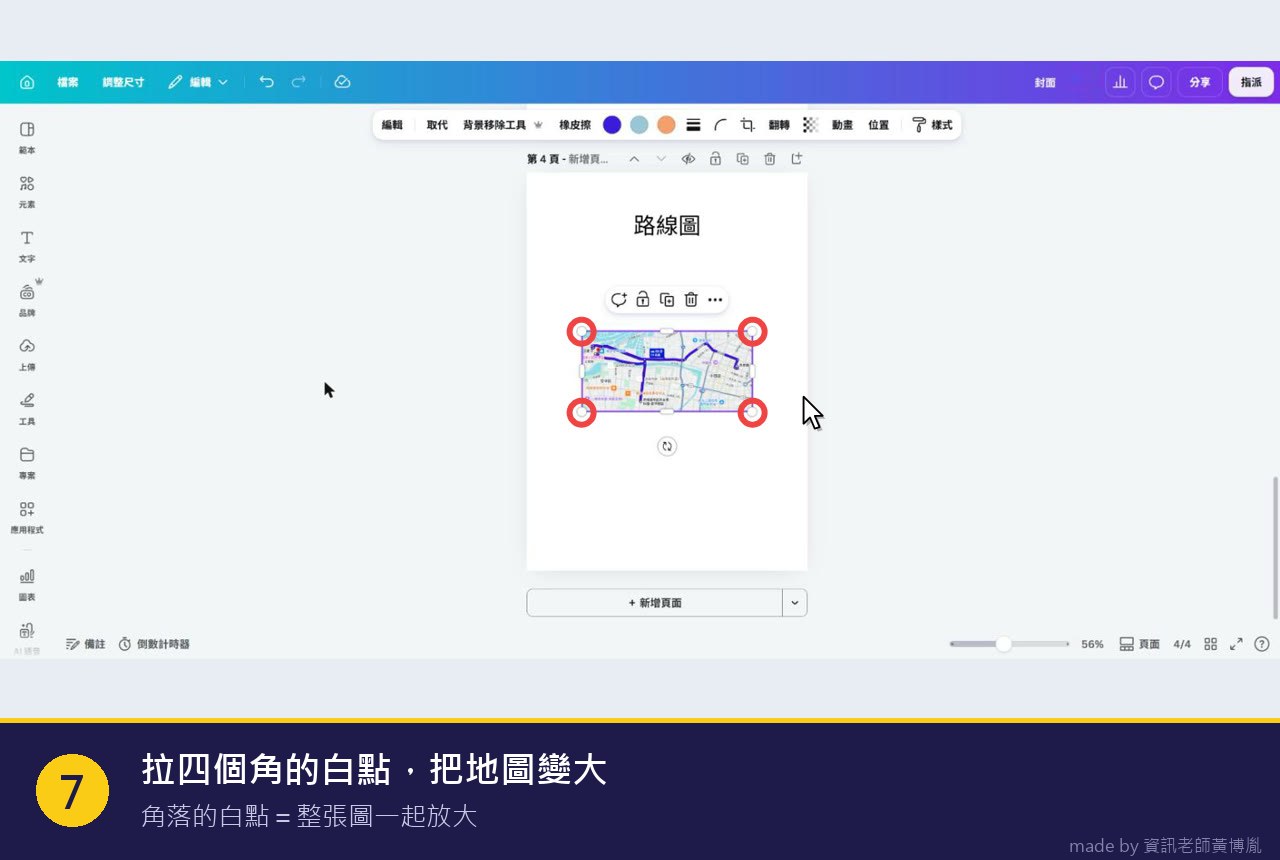 檔案 調整尺寸 編輯 封面 分享 指派
編輯 取代 背景移除工具 橡皮擦 翻轉 動畫 位置 樣式
範本
元素
文字
品牌
上傳
工具
專案
應用程式
圖表
AI 語音
第 4 頁 - 新增頁...
路線圖
+ 新增頁面
備註 倒數計時器 56% 頁面 4/4
7
拉四個角的白點，把地圖變大
角落的白點 = 整張圖一起放大
made by 資訊老師黃博胤